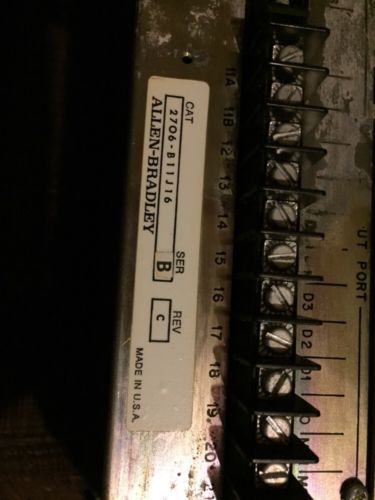 CAT
2706-B11J16
ALLEN-BRADLEY
SER
B
REV
C
MADE IN U.S.A.
11A
11B
12
13
14
15
16
17
18
19
20
UT PORT
D3
D2
D1